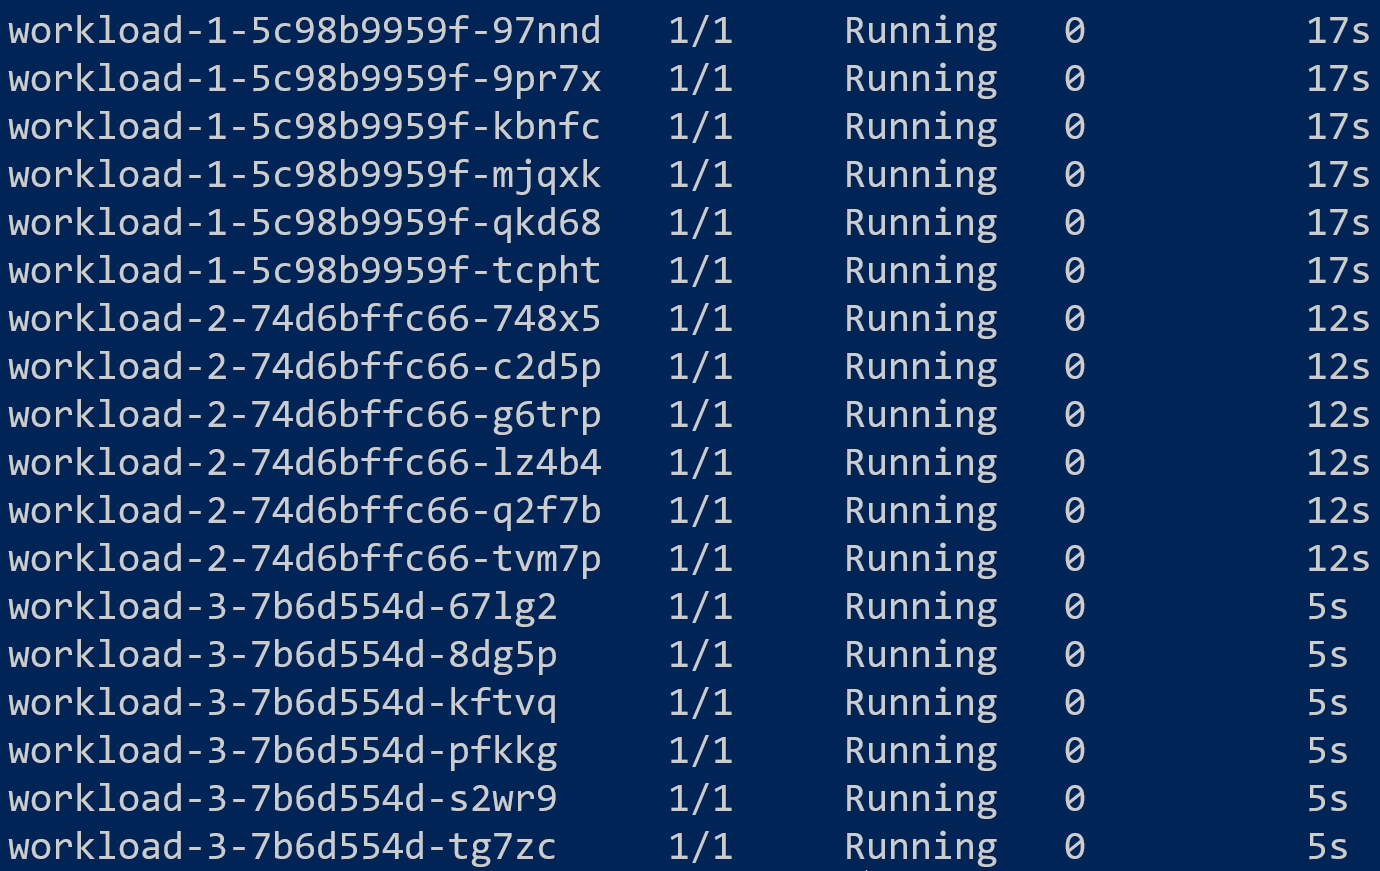 workload-1-5c98b9959f-97nnd   1/1     Running   0          17s
workload-1-5c98b9959f-9pr7x   1/1     Running   0          17s
workload-1-5c98b9959f-kbnfc   1/1     Running   0          17s
workload-1-5c98b9959f-mjqxk   1/1     Running   0          17s
workload-1-5c98b9959f-qkd68   1/1     Running   0          17s
workload-1-5c98b9959f-tcpht   1/1     Running   0          17s
workload-2-74d6bffc66-748x5   1/1     Running   0          12s
workload-2-74d6bffc66-c2d5p   1/1     Running   0          12s
workload-2-74d6bffc66-g6trp   1/1     Running   0          12s
workload-2-74d6bffc66-lz4b4   1/1     Running   0          12s
workload-2-74d6bffc66-q2f7b   1/1     Running   0          12s
workload-2-74d6bffc66-tvm7p   1/1     Running   0          12s
workload-3-7b6d554d-67lg2     1/1     Running   0          5s
workload-3-7b6d554d-8dg5p     1/1     Running   0          5s
workload-3-7b6d554d-kftvq     1/1     Running   0          5s
workload-3-7b6d554d-pfkkg     1/1     Running   0          5s
workload-3-7b6d554d-s2wr9     1/1     Running   0          5s
workload-3-7b6d554d-tg7zc     1/1     Running   0          5s